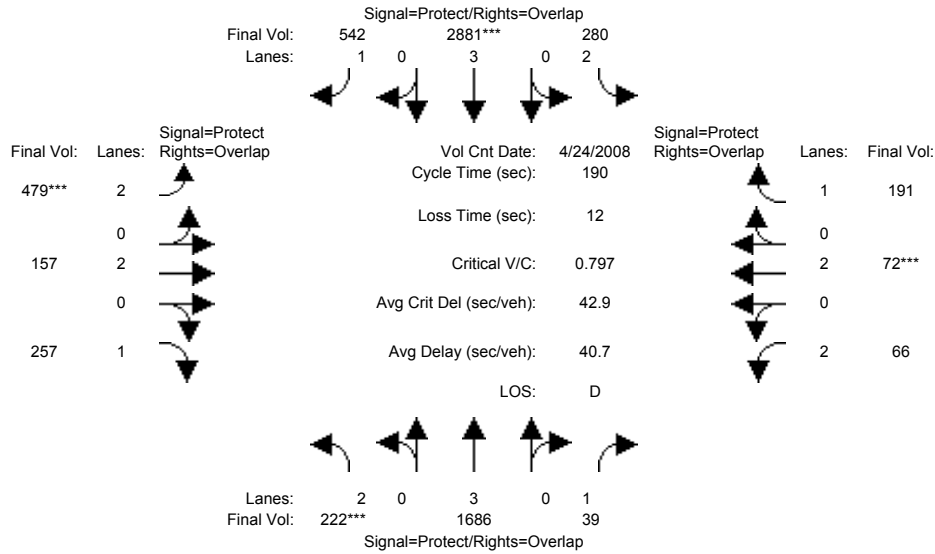 Signal=Protect/Rights=Overlap
Final Vol: 542 2881*** 280
Lanes: 1 0 3 0 2
Signal=Protect
Final Vol: Lanes: Rights=Overlap
Vol Cnt Date: 4/24/2008
Signal=Protect
Rights=Overlap Lanes: Final Vol:
Cycle Time (sec): 190
479*** 2
1 191
Loss Time (sec): 12
0
0
157 2
Critical V/C: 0.797
2 72***
0
Avg Crit Del (sec/veh): 42.9
0
257 1
Avg Delay (sec/veh): 40.7
2 66
LOS: D
Lanes: 2 0 3 0 1
Final Vol: 222*** 1686 39
Signal=Protect/Rights=Overlap